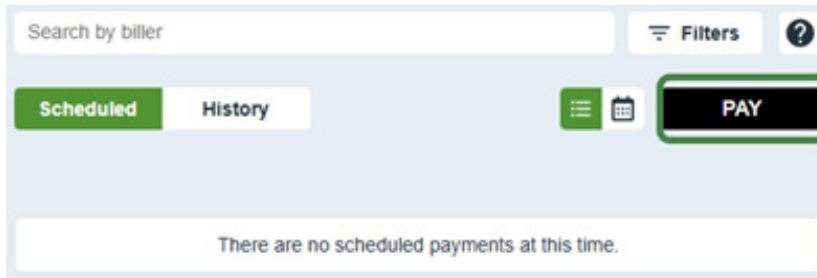 Search by biller
Filters
?
Scheduled
History
PAY
There are no scheduled payments at this time.